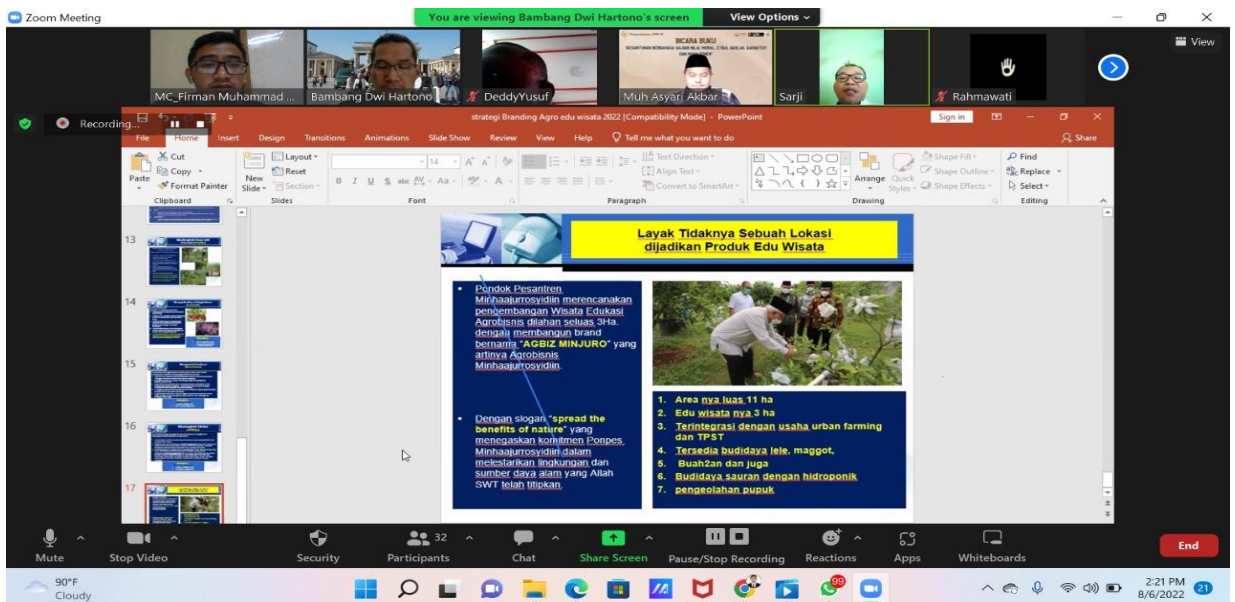 Zoom Meeting
You are viewing Bambang Dwi Hartono's screen
View Options
View
BICARA BUKU
MC_Firman Muhammad ...
Bambang Dwi Hartono
DeddyYusuf
Muh Asyari Akbar
Sarji
Rahmawati
Recording...
strategi Branding Agro edu wisata 2022 [Compatibility Mode] - PowerPoint
Sign in
File Home Insert Design Transitions Animations Slide Show Review View Help Tell me what you want to do
Share
Paste
Cut
Copy
Format Painter
Clipboard
New Slide
Layout
Reset
Section
Slides
14
Font
Text Direction
Align Text
Convert to SmartArt
Paragraph
Arrange
Quick Styles
Shape Fill
Shape Outline
Shape Effects
Drawing
Find
Replace
Select
Editing
13
14
15
16
17
Layak Tidaknya Sebuah Lokasi
dijadikan Produk Edu Wisata
Pondok Pesantren
Minhaajurrosyidiin merencanakan
pengembangan Wisata Edukasi
Agrobisnis dilahan seluas 3Ha.
dengan membangun brand
bernama "AGBIZ MINJURO" yang
artinya Agrobisnis
Minhaajurrosyidiin.
Dengan slogan "spread the
benefits of nature" yang
menegaskan komitmen Ponpes
Minhaajurrosyidiin dalam
melestarikan lingkungan dan
sumber daya alam yang Allah
SWT telah titipkan.
1. Area nya luas 11 ha
2. Edu wisata nya 3 ha
3. Terintegrasi dengan usaha urban farming
dan TPST
4. Tersedia budidaya lele, maggot,
5. Buah2an dan juga
6. Budidaya sauran dengan hidroponik
7. pengeolahan pupuk
Mute
Stop Video
Security
32
Participants
Chat
Share Screen
Pause/Stop Recording
Reactions
Apps
Whiteboards
End
90°F
Cloudy
99
2:21 PM
8/6/2022
21